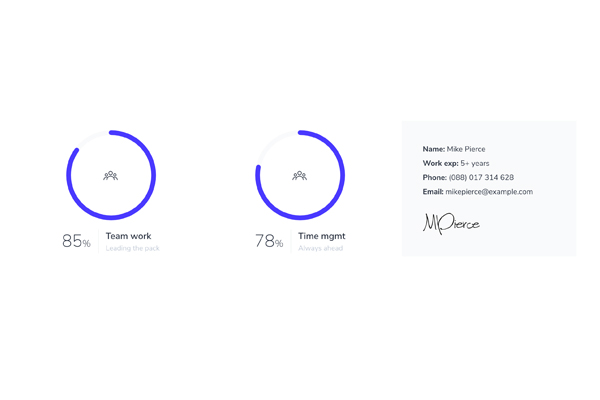 85%
Team work
Leading the pack
78%
Time mgmt
Always ahead
Name: Mike Pierce
Work exp: 5+ years
Phone: (088) 017 314 628
Email: mikepierce@example.com
MPierce